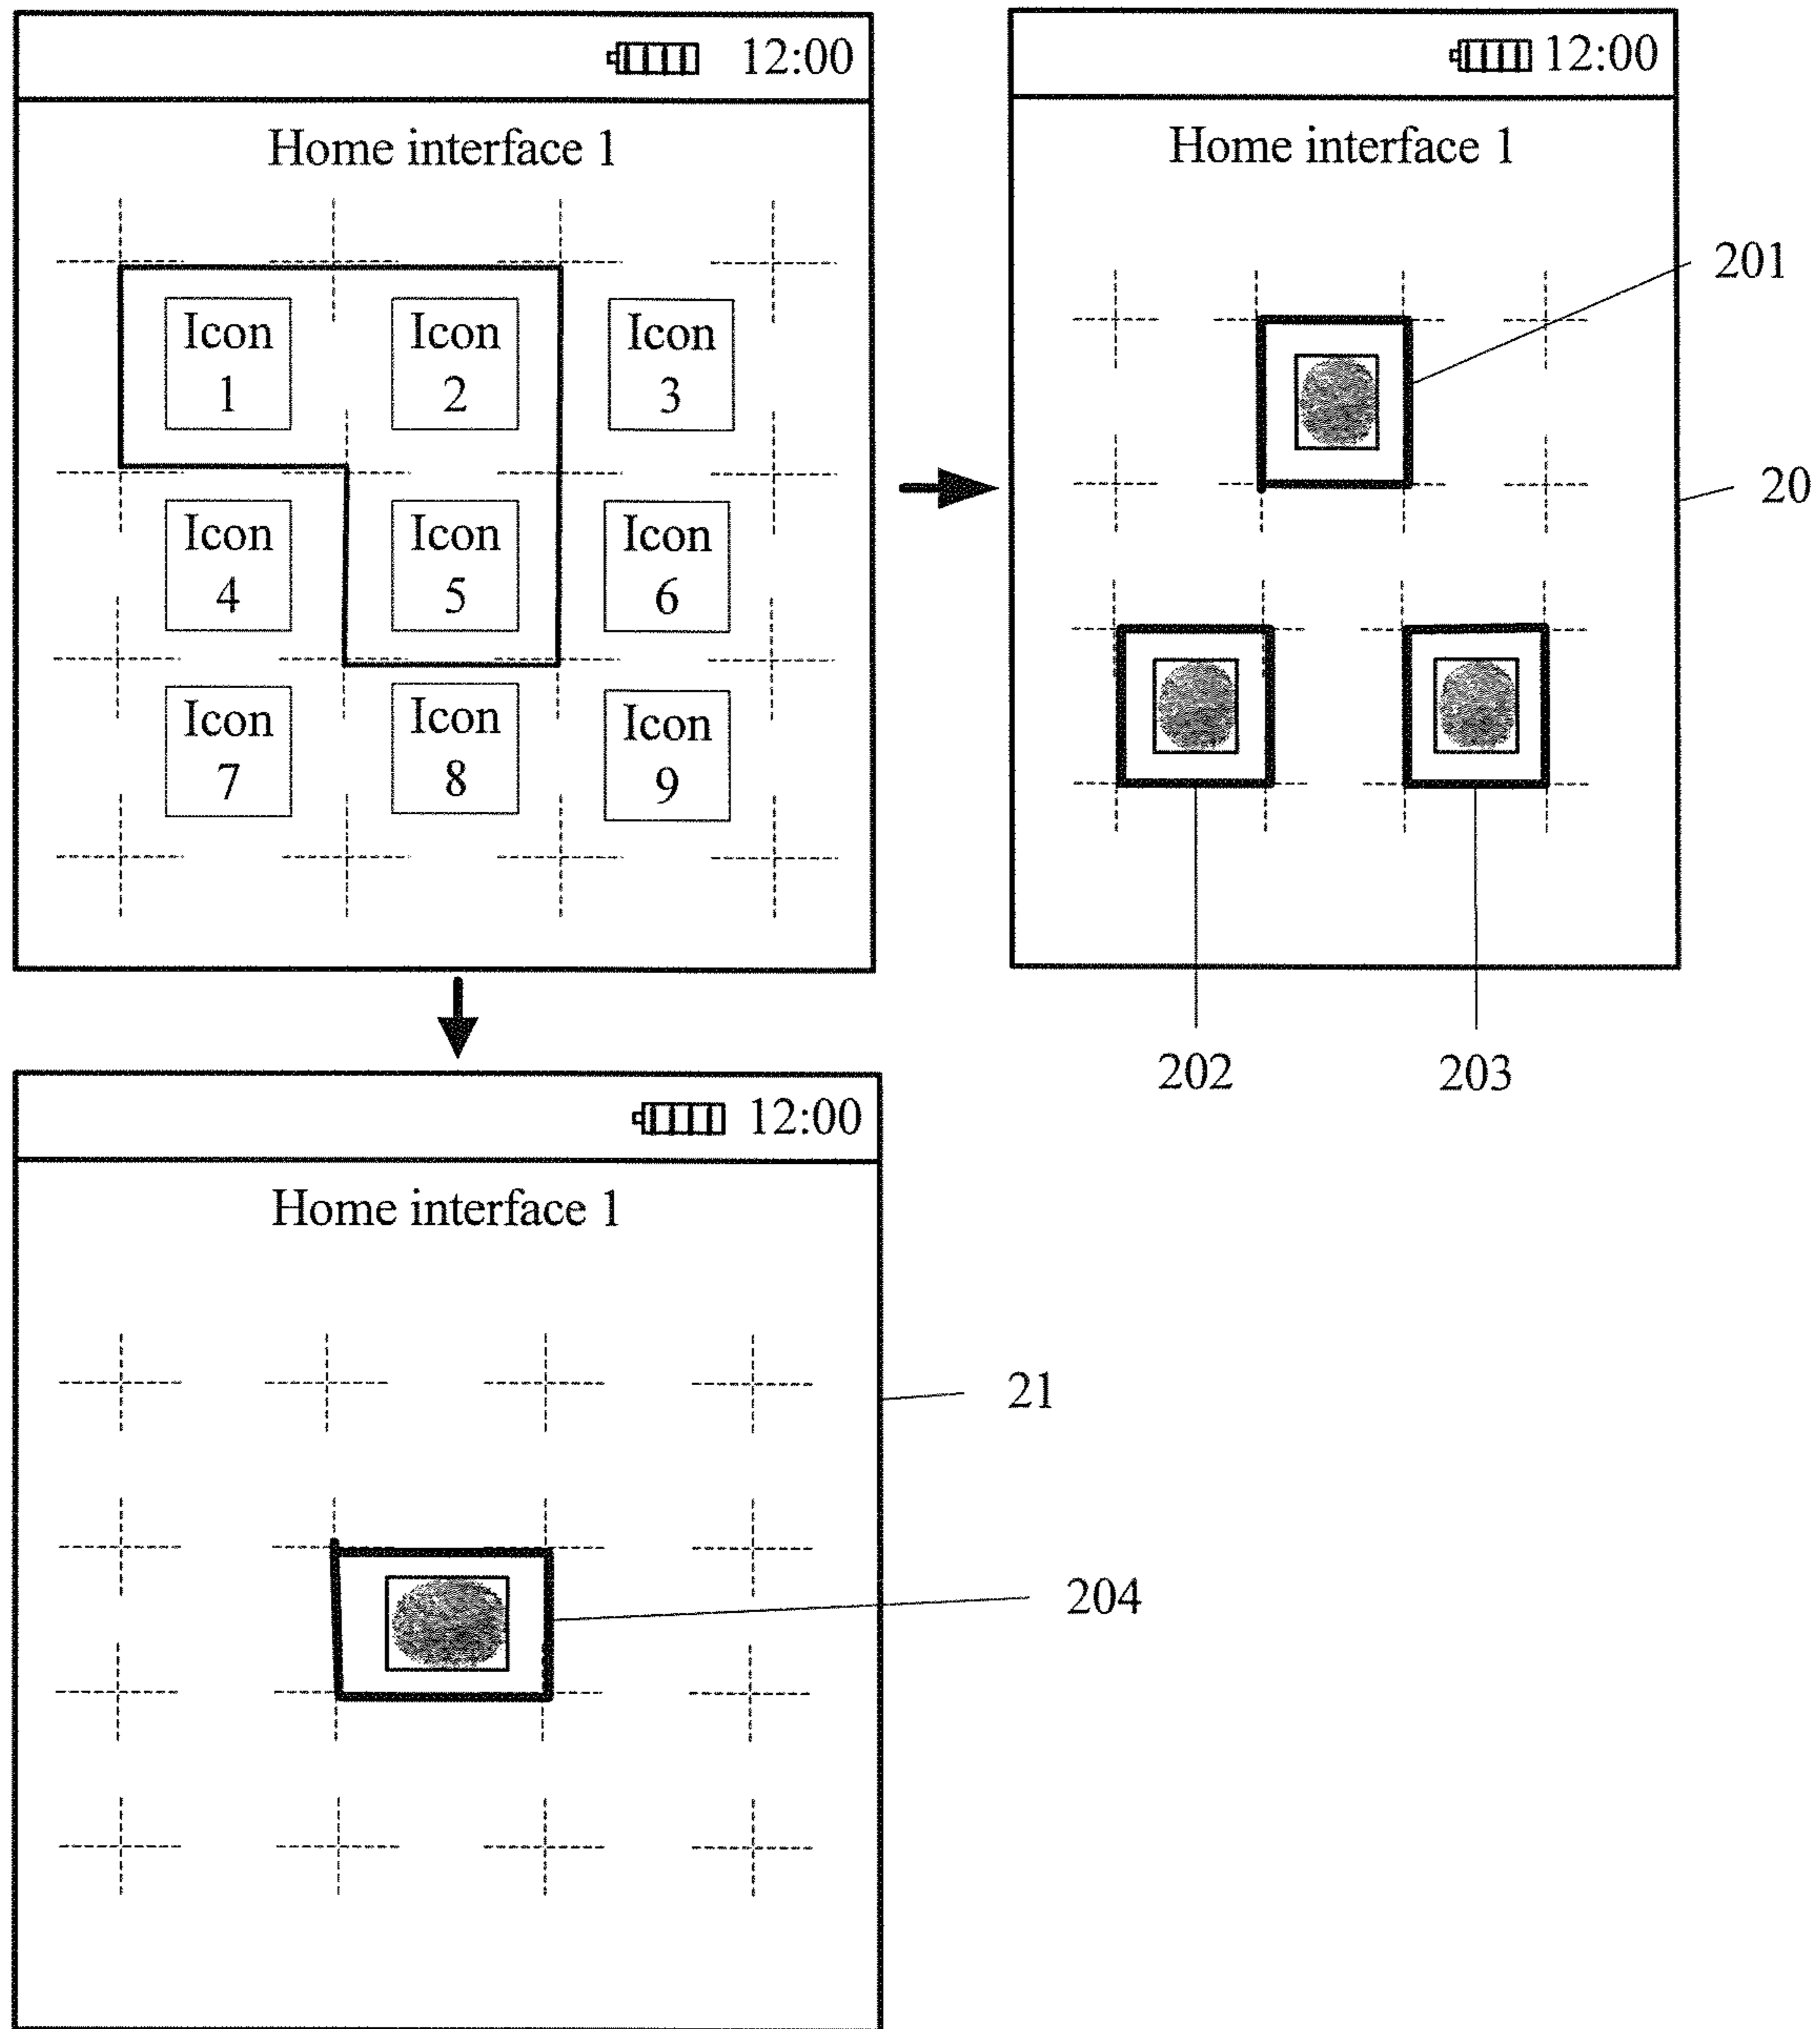 12:00
Home interface 1
Icon 1
Icon 2
Icon 3
Icon 4
Icon 5
Icon 6
Icon 7
Icon 8
Icon 9
12:00
Home interface 1
201
20
202
203
12:00
Home interface 1
21
204